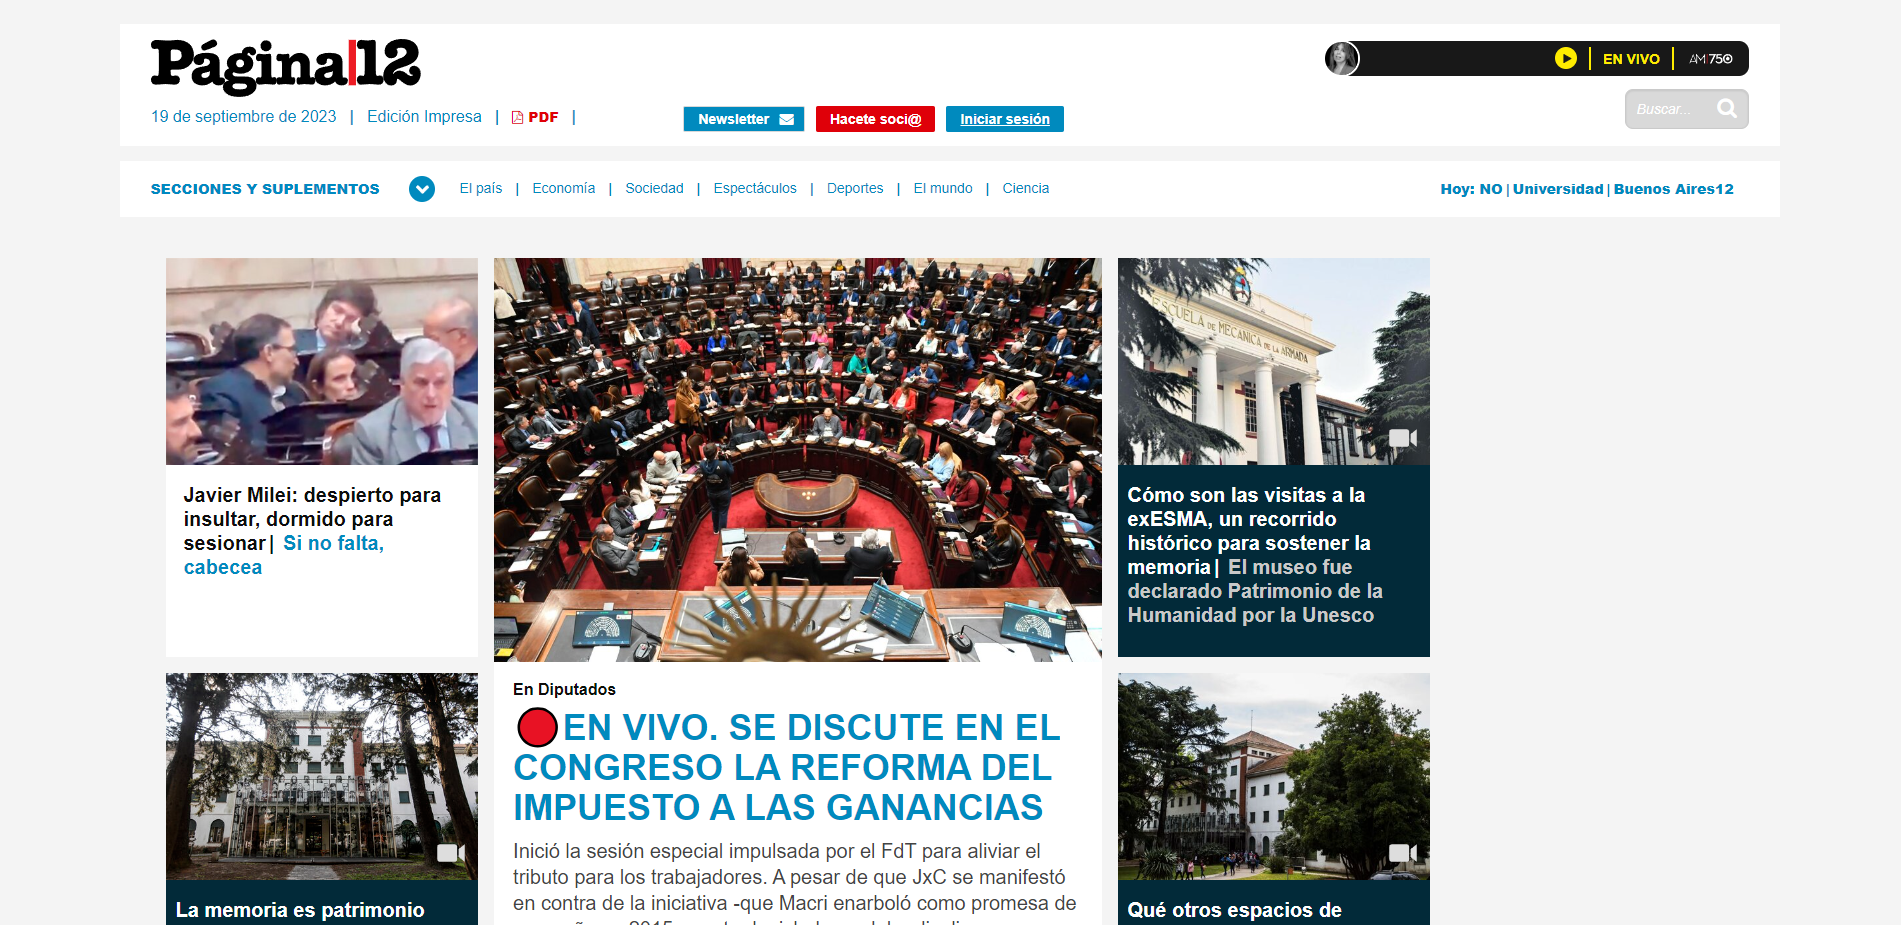 Página|12
EN VIVO
AM 750
19 de septiembre de 2023 | Edición Impresa | PDF |
Newsletter
Hacete soci@
Iniciar sesión
Buscar...
SECCIONES Y SUPLEMENTOS
El país | Economía | Sociedad | Espectáculos | Deportes | El mundo | Ciencia
Hoy: NO | Universidad | Buenos Aires12
Javier Milei: despierto para
insultar, dormido para
sesionar| Si no falta,
cabecea
La memoria es patrimonio
En Diputados
EN VIVO. SE DISCUTE EN EL
CONGRESO LA REFORMA DEL
IMPUESTO A LAS GANANCIAS
Inició la sesión especial impulsada por el FdT para aliviar el
tributo para los trabajadores. A pesar de que JxC se manifestó
en contra de la iniciativa -que Macri enarboló como promesa de
ESCUELA DE MECANICA DE LA ARMADA
Cómo son las visitas a la
exESMA, un recorrido
histórico para sostener la
memoria| El museo fue
declarado Patrimonio de la
Humanidad por la Unesco
Qué otros espacios de